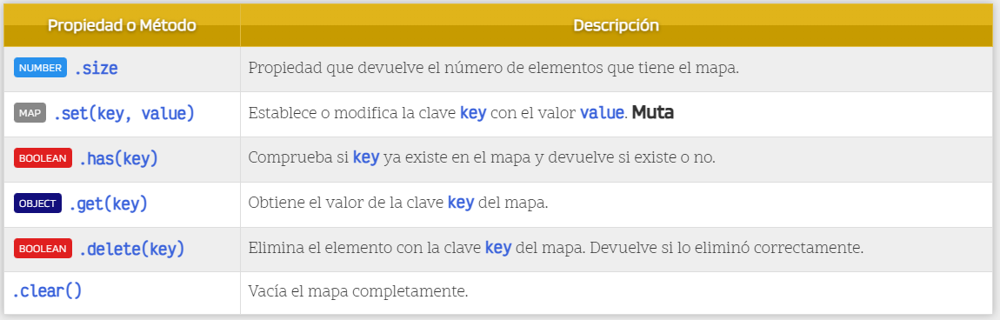 Propiedad o Método Descripción
NUMBER .size Propiedad que devuelve el número de elementos que tiene el mapa.
MAP .set(key, value) Establece o modifica la clave key con el valor value. Muta
BOOLEAN .has(key) Comprueba si key ya existe en el mapa y devuelve si existe o no.
OBJECT .get(key) Obtiene el valor de la clave key del mapa.
BOOLEAN .delete(key) Elimina el elemento con la clave key del mapa. Devuelve si lo eliminó correctamente.
.clear() Vacía el mapa completamente.